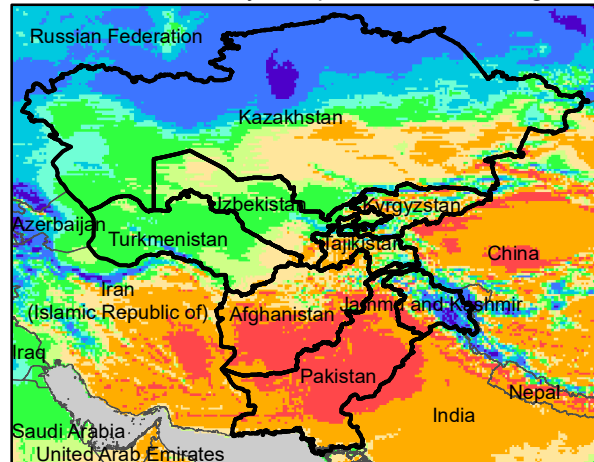 Russian Federation
Kazakhstan
Uzbekistan
Kyrgyzstan
Azerbaijan
Turkmenistan
Tajikistan
China
Iran
(Islamic Republic of)
Afghanistan
Jammu and Kashmir
Iraq
Pakistan
Nepal
India
Saudi Arabia
United Arab Emirates